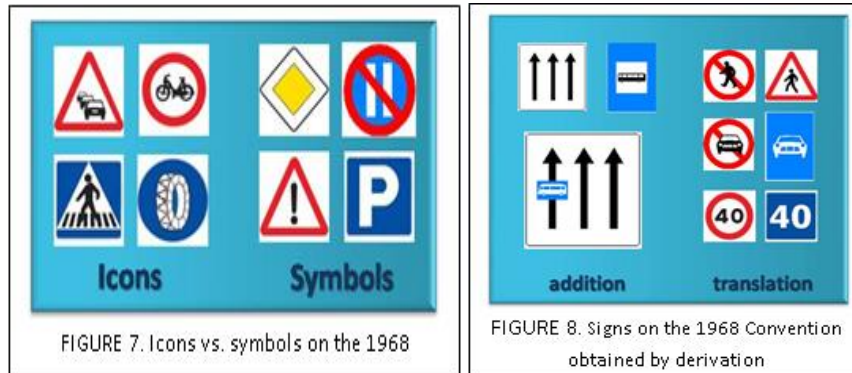 P
Icons
Symbols
FIGURE 7. Icons vs. symbols on the 1968
40
40
addition
translation
FIGURE 8. Signs on the 1968 Convention
obtained by derivation